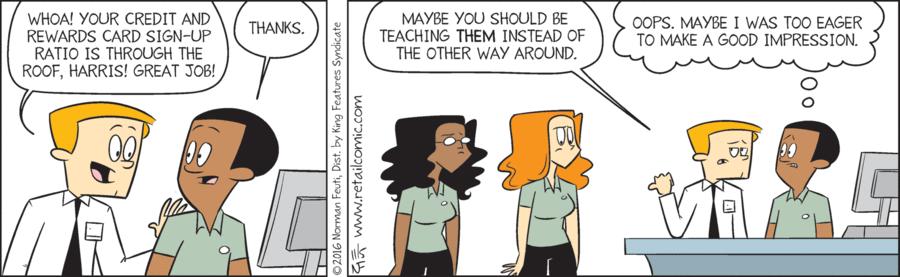 WHOA! YOUR CREDIT AND
REWARDS CARD SIGN-UP
RATIO IS THROUGH THE
ROOF, HARRIS! GREAT JOB!
THANKS.
©2016 Norman Feuti, Dist. by King Features Syndicate
www.retailcomic.com
MAYBE YOU SHOULD BE
TEACHING THEM INSTEAD OF
THE OTHER WAY AROUND.
OOPS. MAYBE I WAS TOO EAGER
TO MAKE A GOOD IMPRESSION.